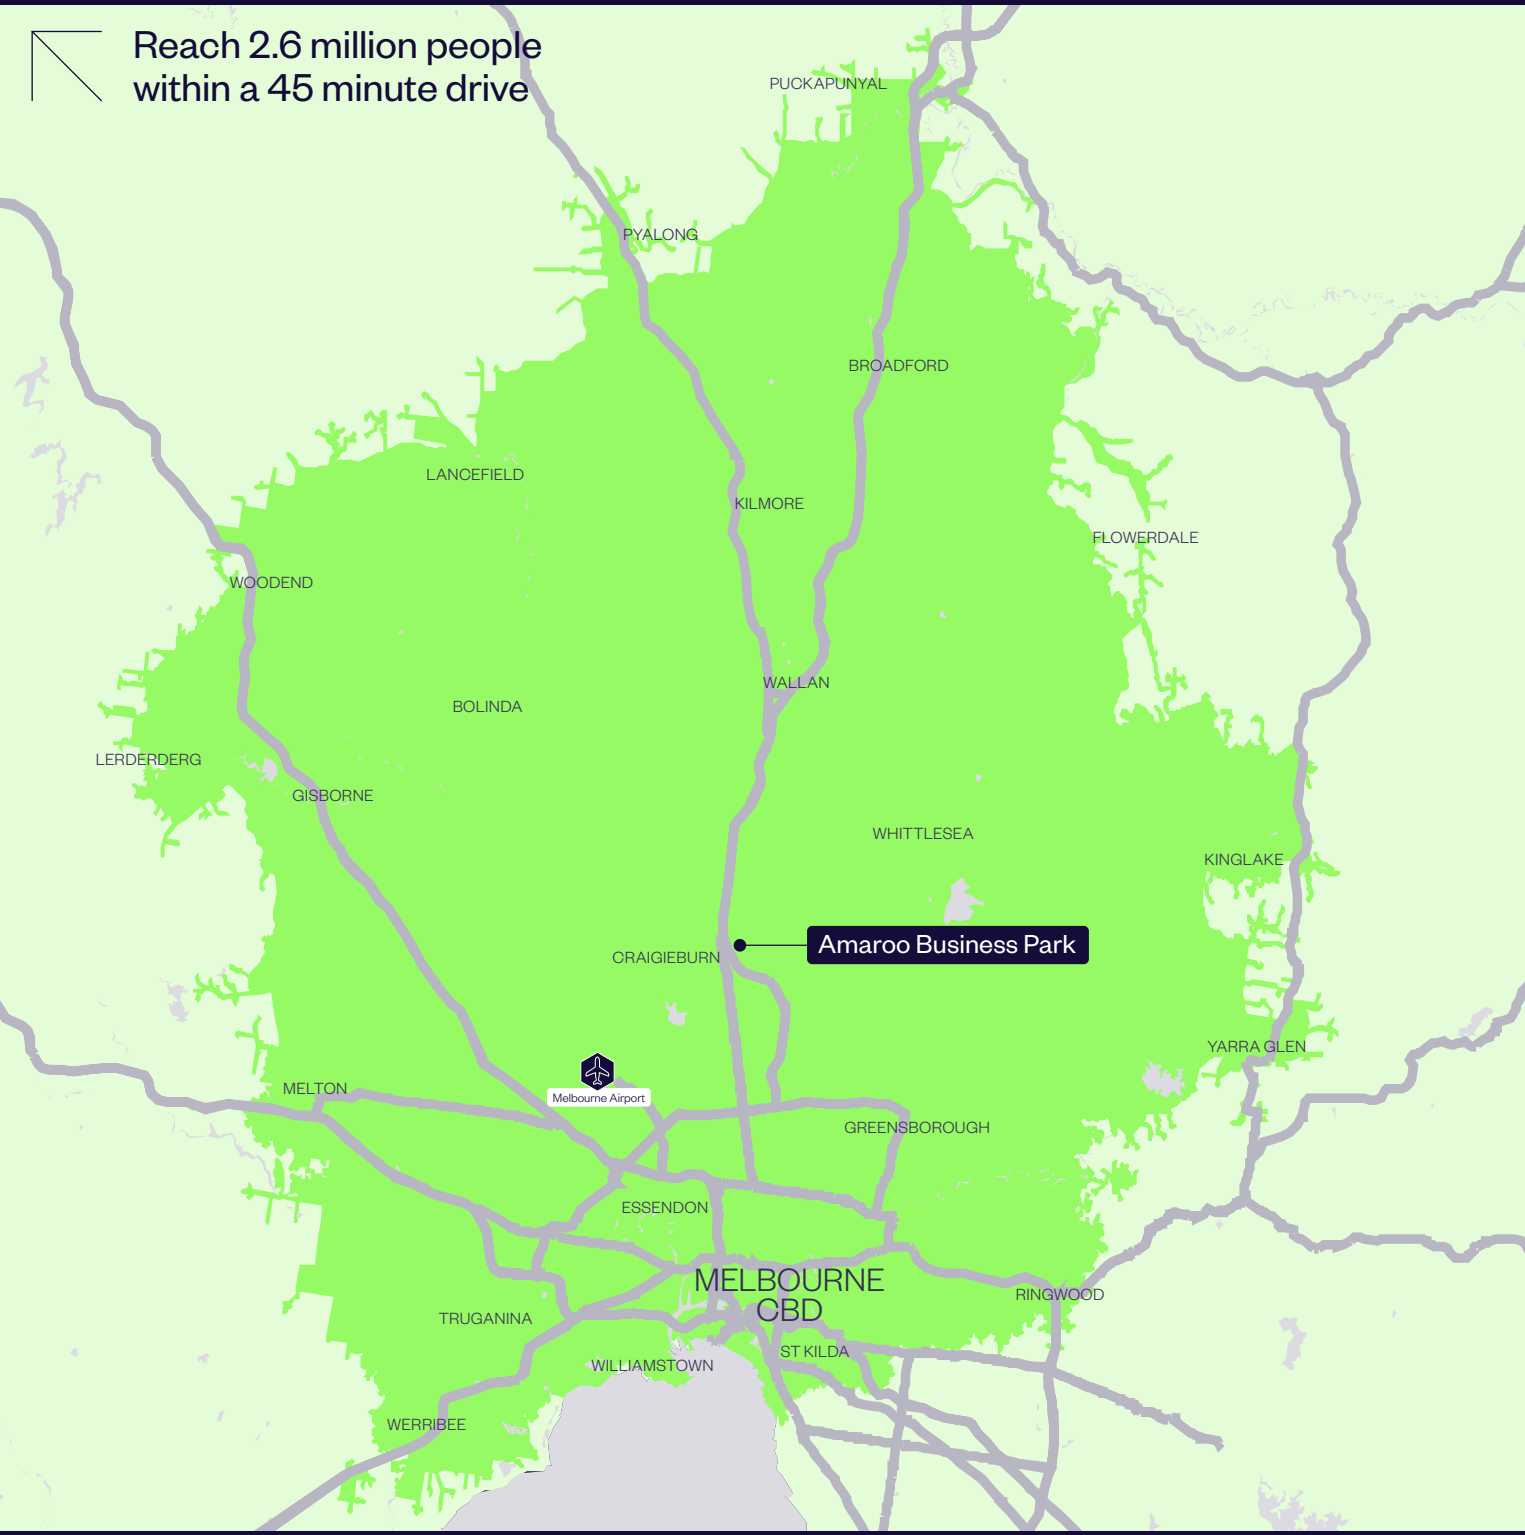 Reach 2.6 million people
within a 45 minute drive
PUCKAPUNYAL
PYALONG
BROADFORD
LANCEFIELD
KILMORE
FLOWERDALE
WOODEND
WALLAN
BOLINDA
LERDERDERG
GISBORNE
WHITTLESEA
KINGLAKE
Amaroo Business Park
CRAIGIEBURN
YARRA GLEN
MELTON
Melbourne Airport
GREENSBOROUGH
ESSENDON
MELBOURNE
CBD
RINGWOOD
TRUGANINA
ST KILDA
WILLIAMSTOWN
WERRIBEE